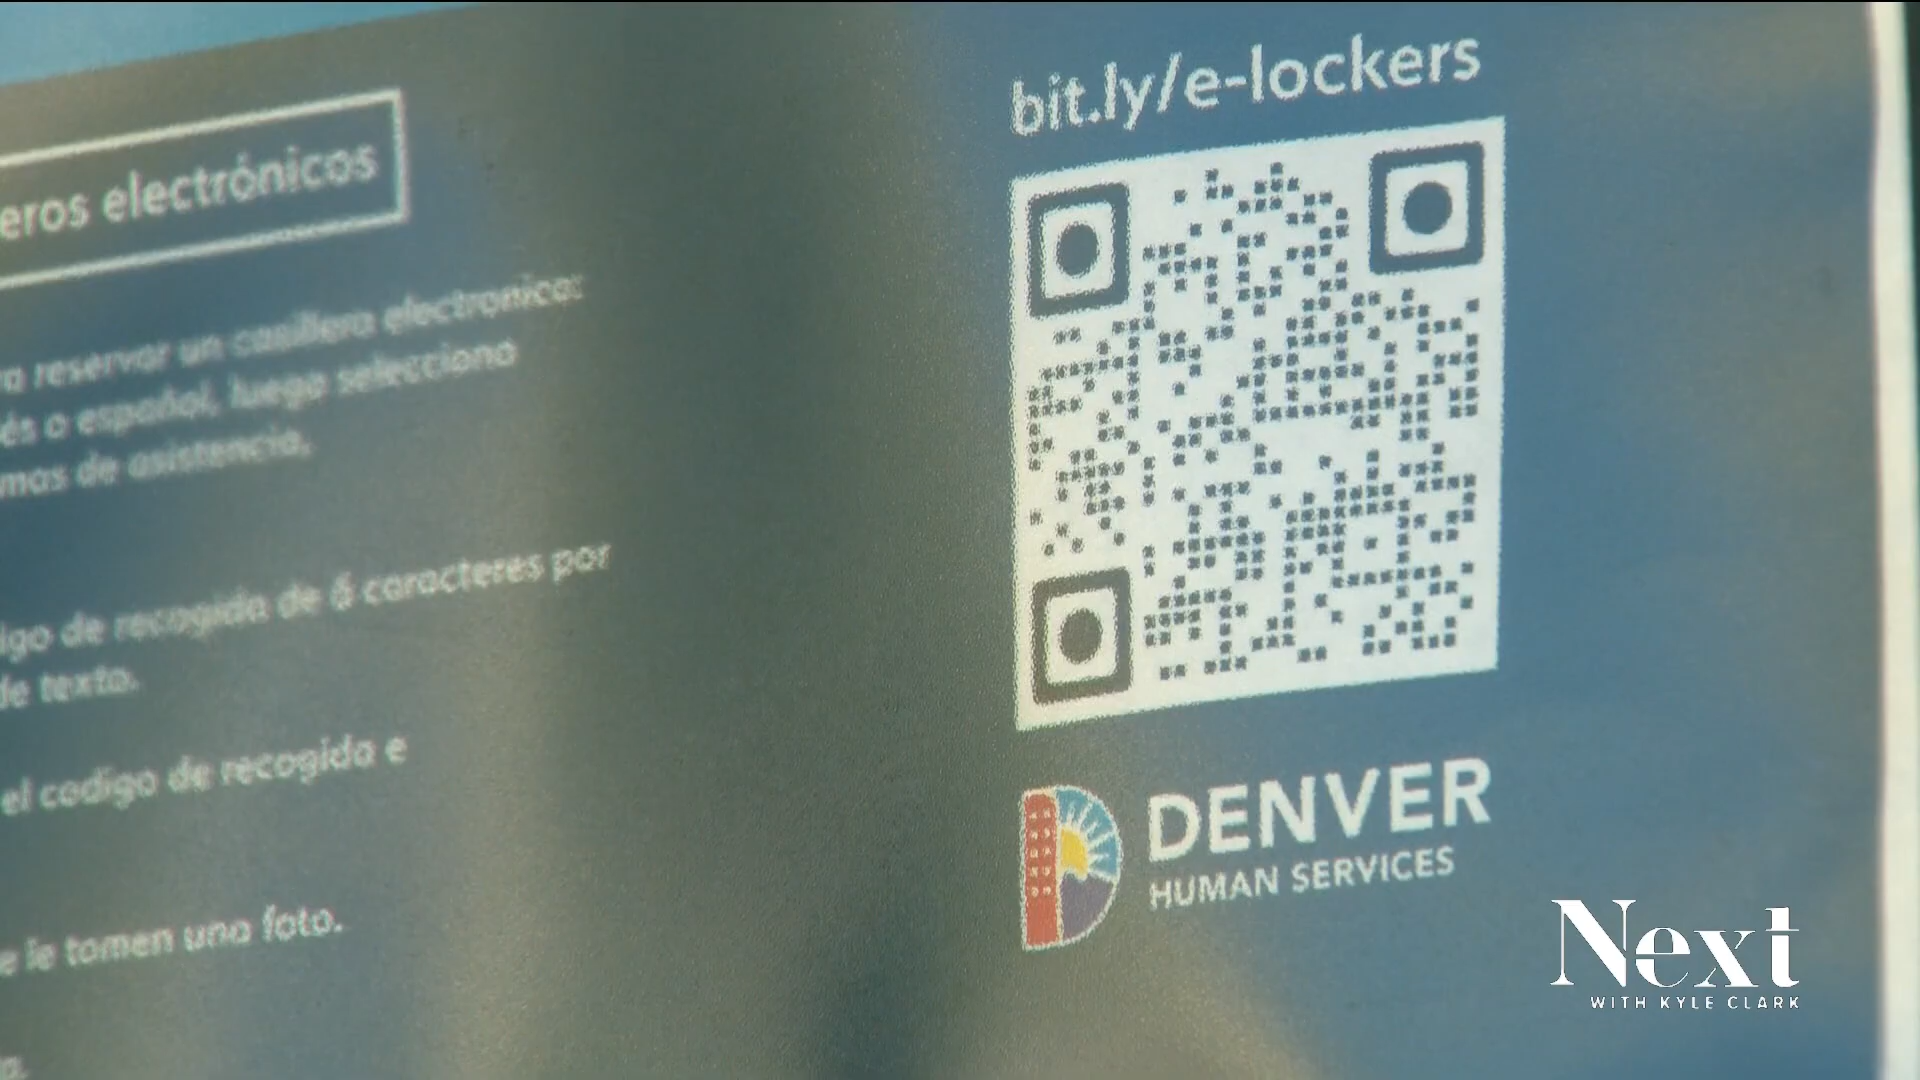 eros electrónicos
reservar un casillero electronico:
o español, luego selecciona
mas de asistencia,
igo de recogida de 6 caracteres por
de texto.
el codigo de recogida e
e le tomen una foto.
bit.ly/e-lockers
DENVER
HUMAN SERVICES
Next
WITH KYLE CLARK